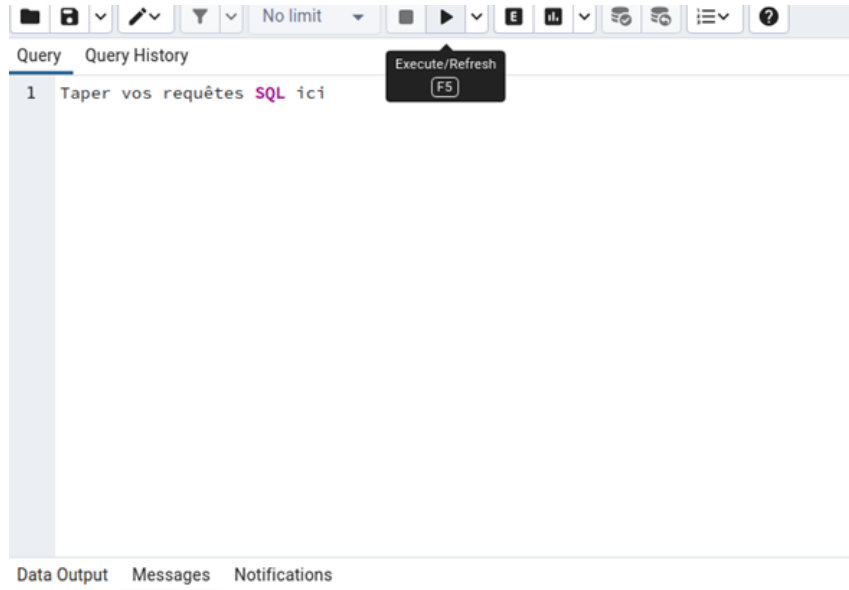 No limit
E
Query Query History
Execute/Refresh
F5
1 Taper vos requêtes SQL ici
Data Output Messages Notifications